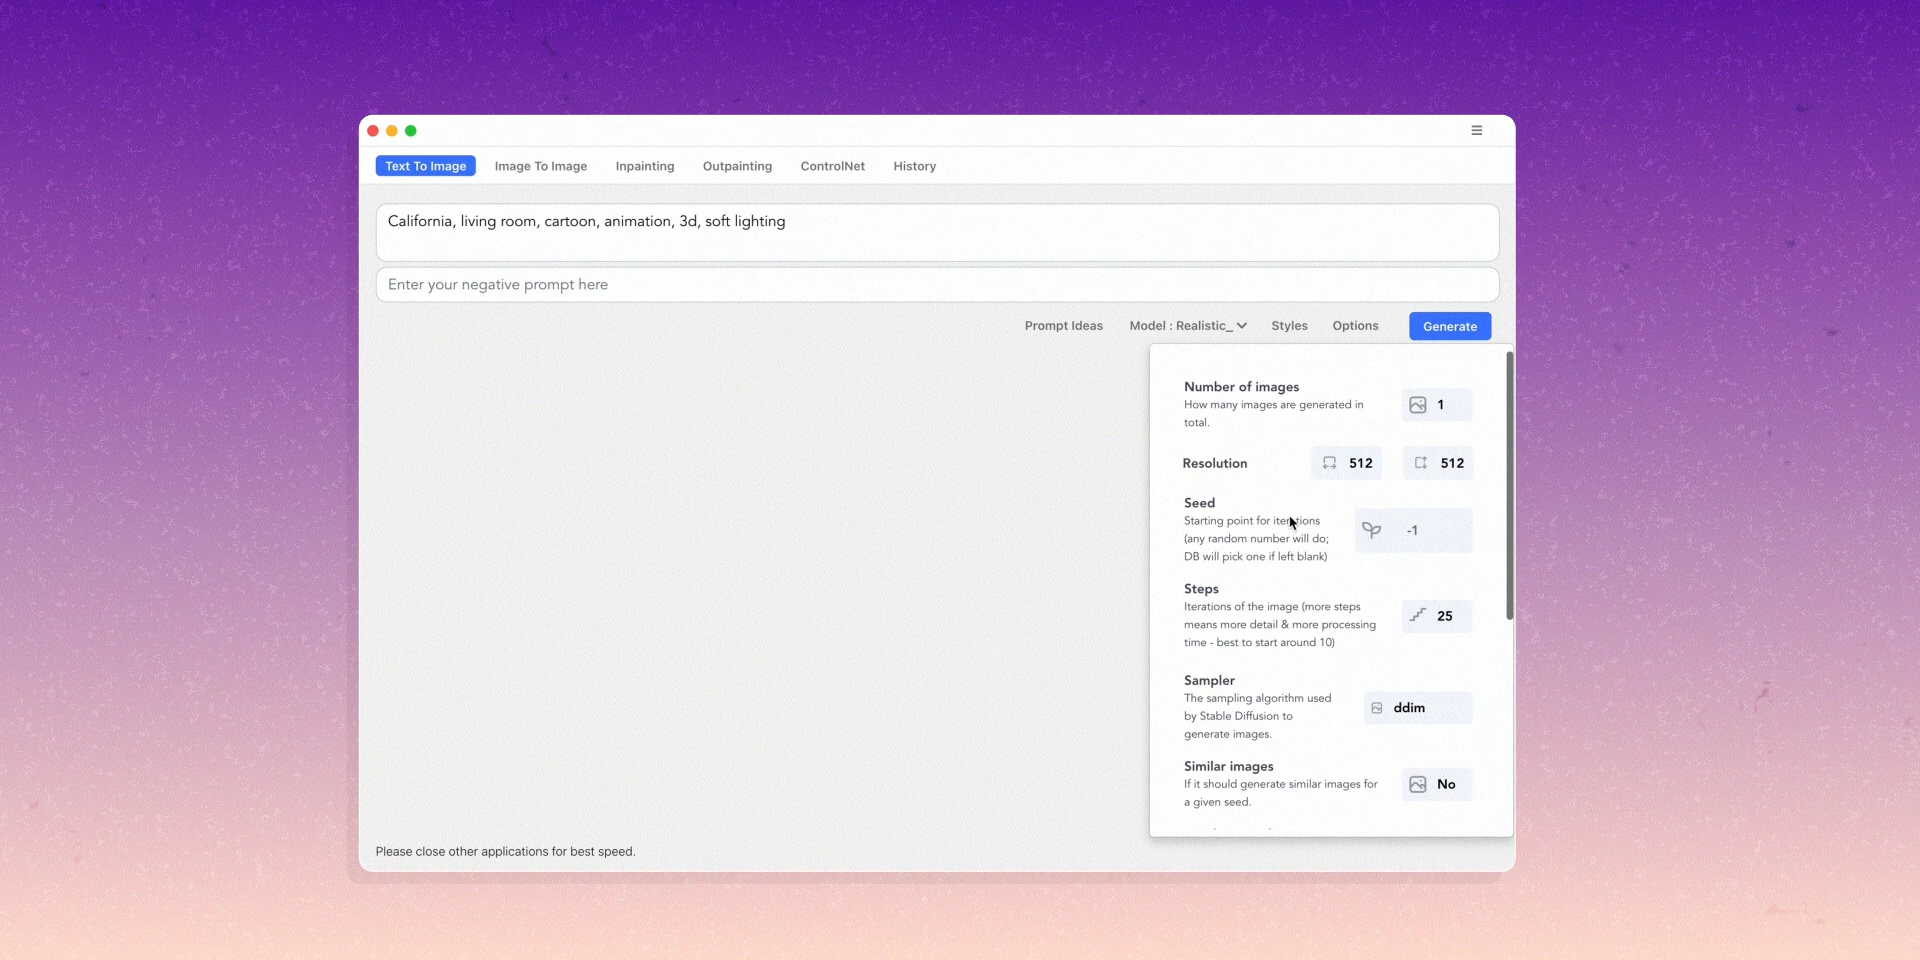 Text To Image
Image To Image
Inpainting
Outpainting
ControlNet
History
California, living room, cartoon, animation, 3d, soft lighting
Enter your negative prompt here
Prompt Ideas
Model : Realistic_
Styles
Options
Generate
Number of images
How many images are generated in
total.
1
Resolution
512
512
Seed
Starting point for iterations
(any random number will do;
DB will pick one if left blank)
-1
Steps
Iterations of the image (more steps
means more detail & more processing
time - best to start around 10)
25
Sampler
The sampling algorithm used
by Stable Diffusion to
generate images.
ddim
Similar images
If it should generate similar images for
a given seed.
No
Please close other applications for best speed.